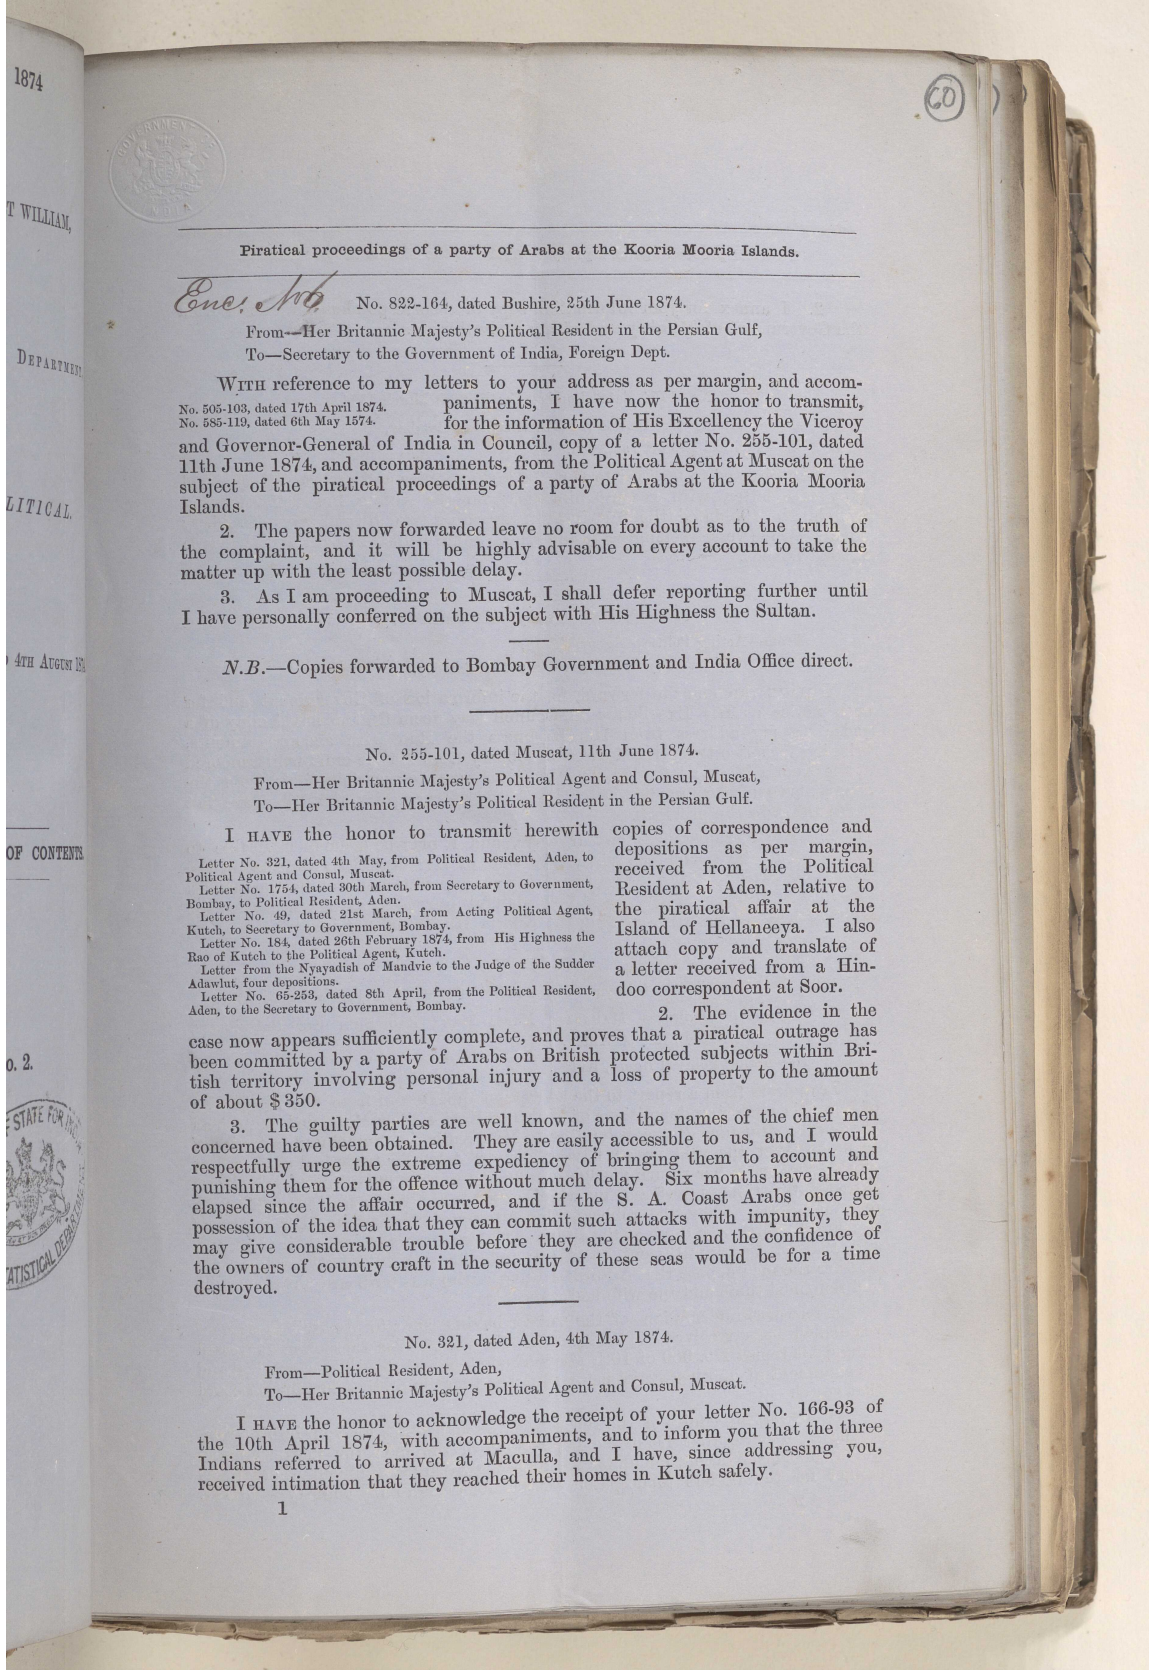 1874
T WILLIAM,
DEPARTMENT
LITICAL.
4TH AUGUST
OF CONTENTS.
o. 2.
STATE FOR
ATISTICAL DEPAR
60
GOVERNMENT
Piratical proceedings of a party of Arabs at the Kooria Mooria Islands.
Enc. No 6
No. 822-164, dated Bushire, 25th June 1874.
From—Her Britannic Majesty's Political Resident in the Persian Gulf,
To—Secretary to the Government of India, Foreign Dept.
WITH reference to my letters to your address as per margin, and accom-
No. 505-103, dated 17th April 1874.
No. 585-119, dated 6th May 1574.
paniments, I have now the honor to transmit,
for the information of His Excellency the Viceroy
and Governor-General of India in Council, copy of a letter No. 255-101, dated
11th June 1874, and accompaniments, from the Political Agent at Muscat on the
subject of the piratical proceedings of a party of Arabs at the Kooria Mooria
Islands.
2. The papers now forwarded leave no room for doubt as to the truth of
the complaint, and it will be highly advisable on every account to take the
matter up with the least possible delay.
3. As I am proceeding to Muscat, I shall defer reporting further until
I have personally conferred on the subject with His Highness the Sultan.
N.B.—Copies forwarded to Bombay Government and India Office direct.
No. 255-101, dated Muscat, 11th June 1874.
From—Her Britannic Majesty's Political Agent and Consul, Muscat,
To—Her Britannic Majesty's Political Resident in the Persian Gulf.
I HAVE the honor to transmit herewith copies of correspondence and
Letter No. 321, dated 4th May, from Political Resident, Aden, to
Political Agent and Consul, Muscat.
Letter No. 1754, dated 30th March, from Secretary to Government,
Bombay, to Political Resident, Aden.
Letter No. 49, dated 21st March, from Acting Political Agent,
Kutch, to Secretary to Government, Bombay.
Letter No. 184, dated 26th February 1874, from His Highness the
Rao of Kutch to the Political Agent, Kutch.
Letter from the Nyayadish of Mandvie to the Judge of the Sudder
Adawlut, four depositions.
Letter No. 65-253, dated 8th April, from the Political Resident,
Aden, to the Secretary to Government, Bombay.
depositions as per margin,
received from the Political
Resident at Aden, relative to
the piratical affair at the
Island of Hellaneeya. I also
attach copy and translate of
a letter received from a Hin-
doo correspondent at Soor.
2. The evidence in the
case now appears sufficiently complete, and proves that a piratical outrage has
been committed by a party of Arabs on British protected subjects within Bri-
tish territory involving personal injury and a loss of property to the amount
of about $ 350.
3. The guilty parties are well known, and the names of the chief men
concerned have been obtained. They are easily accessible to us, and I would
respectfully urge the extreme expediency of bringing them to account and
punishing them for the offence without much delay. Six months have already
elapsed since the affair occurred, and if the S. A. Coast Arabs once get
possession of the idea that they can commit such attacks with impunity, they
may give considerable trouble before they are checked and the confidence of
the owners of country craft in the security of these seas would be for a time
destroyed.
No. 321, dated Aden, 4th May 1874.
From—Political Resident, Aden,
To—Her Britannic Majesty's Political Agent and Consul, Muscat.
I HAVE the honor to acknowledge the receipt of your letter No. 166-93 of
the 10th April 1874, with accompaniments, and to inform you that the three
Indians referred to arrived at Maculla, and I have, since addressing you,
received intimation that they reached their homes in Kutch safely.
1